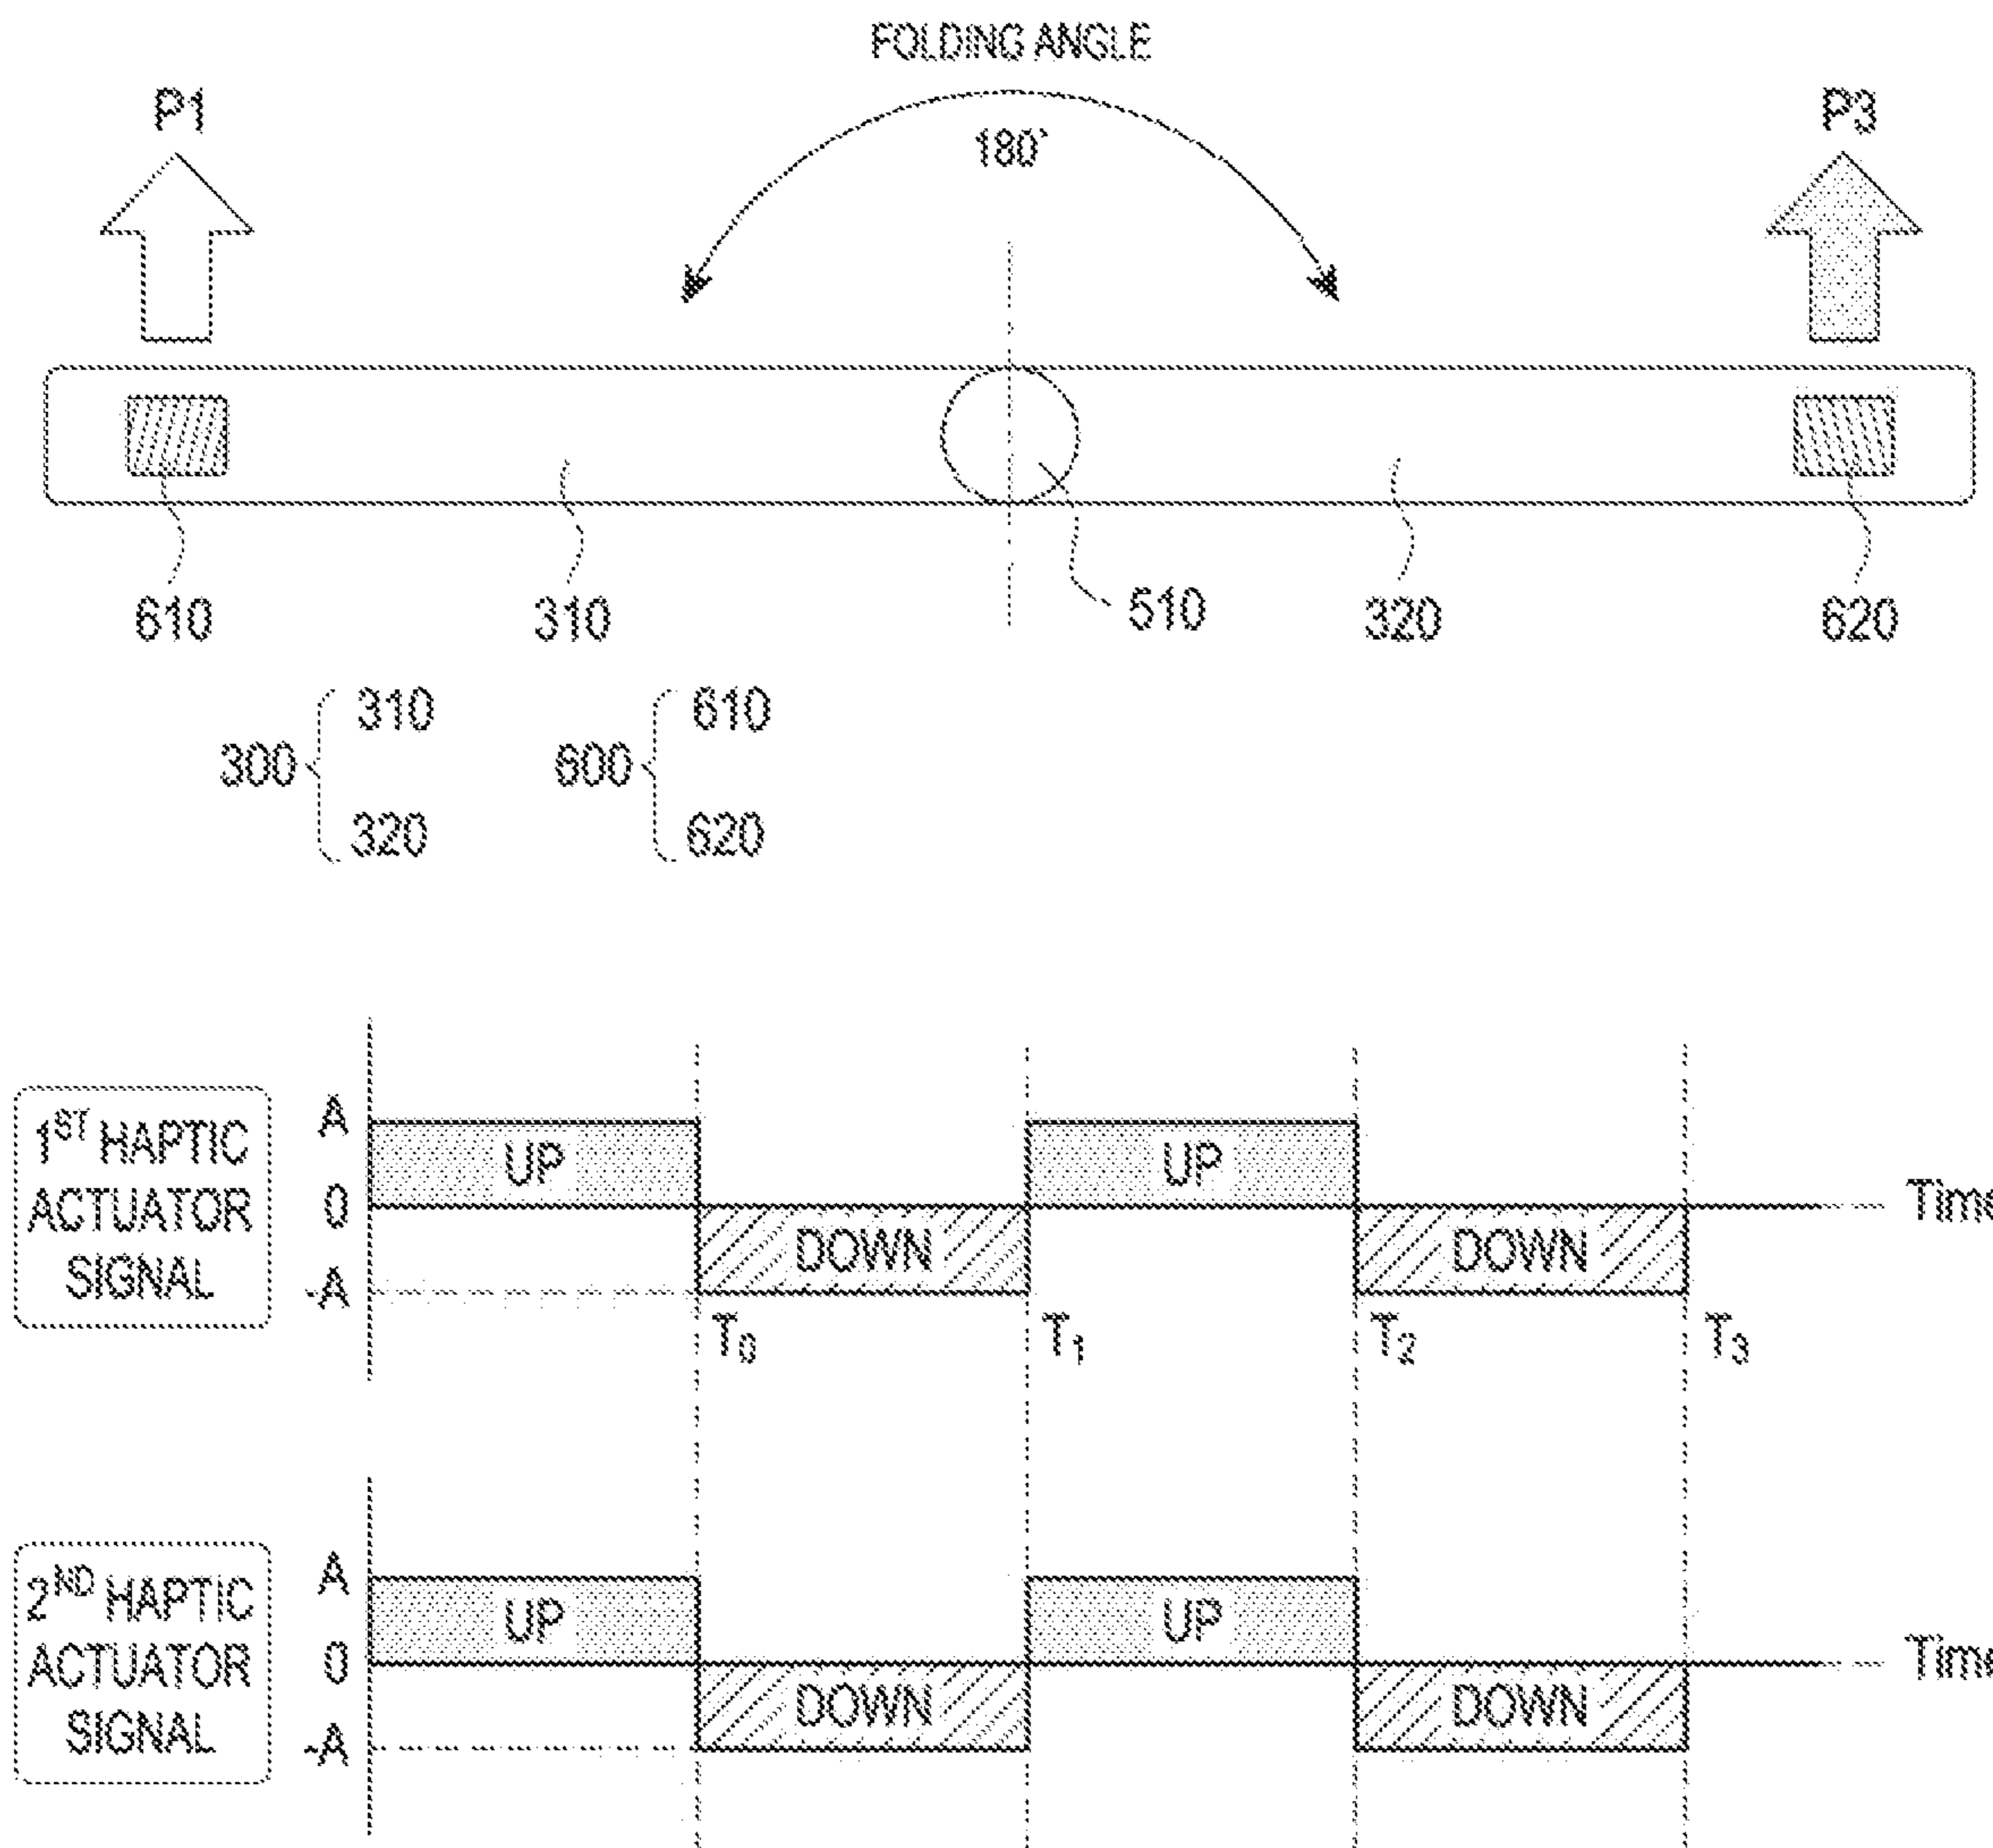 FOLDING ANGLE
180°
P1
P3
610
310
510
320
620
300
310
320
600
610
620
1ST HAPTIC
ACTUATOR
SIGNAL
A
0
-A
UP
DOWN
UP
DOWN
Time
T0
T1
T2
T3
2ND HAPTIC
ACTUATOR
SIGNAL
A
0
-A
UP
DOWN
UP
DOWN
Time